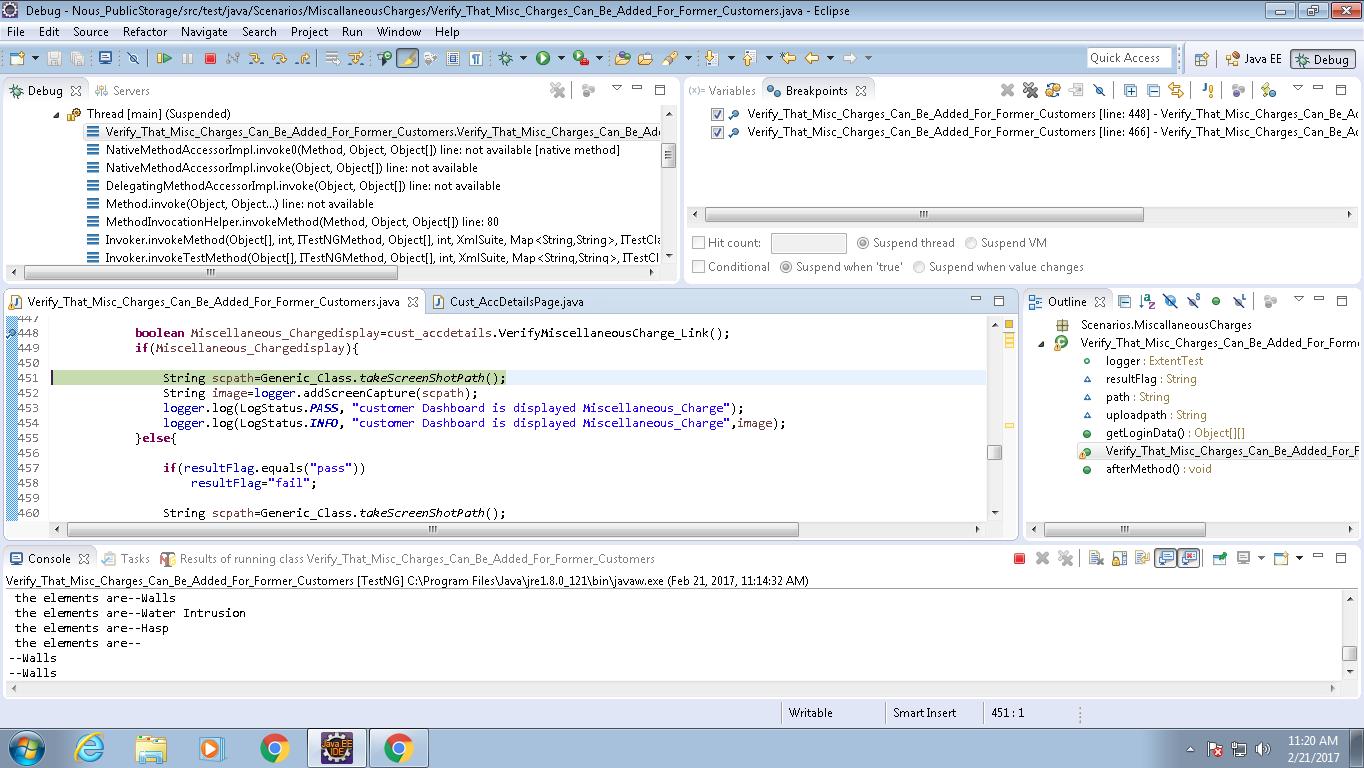 Debug - Nous_PublicStorage/src/test/java/Scenarios/MiscallaneousCharges/Verify_That_Misc_Charges_Can_Be_Added_For_Former_Customers.java - Eclipse
File Edit Source Refactor Navigate Search Project Run Window Help
Quick Access Java EE Debug
Debug Servers
Thread [main] (Suspended)
Verify_That_Misc_Charges_Can_Be_Added_For_Former_Customers.Verify_That_Misc_Charges_Can_Be_Ad
NativeMethodAccessorImpl.invoke0(Method, Object, Object[]) line: not available [native method]
NativeMethodAccessorImpl.invoke(Object, Object[]) line: not available
DelegatingMethodAccessorImpl.invoke(Object, Object[]) line: not available
Method.invoke(Object, Object...) line: not available
MethodInvocationHelper.invokeMethod(Method, Object, Object[]) line: 80
Invoker.invokeMethod(Object[], int, ITestNGMethod, Object[], int, XmlSuite, Map<String,String>, ITestCla
Invoker.invokeTestMethod(Object[], ITestNGMethod, Object[], int, XmlSuite, Map<String,String>, ITestCl
(x)= Variables Breakpoints
Verify_That_Misc_Charges_Can_Be_Added_For_Former_Customers [line: 448] - Verify_That_Misc_Charges_Can_Be_Ad
Verify_That_Misc_Charges_Can_Be_Added_For_Former_Customers [line: 466] - Verify_That_Misc_Charges_Can_Be_Ad
Hit count: Suspend thread Suspend VM
Conditional Suspend when 'true' Suspend when value changes
Verify_That_Misc_Charges_Can_Be_Added_For_Former_Customers.java Cust_AccDetailsPage.java
447
448 boolean Miscellaneous_Chargedisplay=cust_accdetails.VerifyMiscellaneousCharge_Link();
449 if(Miscellaneous_Chargedisplay){
450
451 String scpath=Generic_Class.takeScreenShotPath();
452 String image=logger.addScreenCapture(scpath);
453 logger.log(LogStatus.PASS, "customer Dashboard is displayed Miscellaneous_Charge");
454 logger.log(LogStatus.INFO, "customer Dashboard is displayed Miscellaneous_Charge",image);
455 }else{
456
457 if(resultFlag.equals("pass"))
458 resultFlag="fail";
459
460 String scpath=Generic_Class.takeScreenShotPath();
Outline
Scenarios.MiscallaneousCharges
Verify_That_Misc_Charges_Can_Be_Added_For_Form
logger : ExtentTest
resultFlag : String
path : String
uploadpath : String
getLoginData() : Object[][]
Verify_That_Misc_Charges_Can_Be_Added_For_F
afterMethod() : void
Console Tasks Results of running class Verify_That_Misc_Charges_Can_Be_Added_For_Former_Customers
Verify_That_Misc_Charges_Can_Be_Added_For_Former_Customers [TestNG] C:\Program Files\Java\jre1.8.0_121\bin\javaw.exe (Feb 21, 2017, 11:14:32 AM)
the elements are--Walls
the elements are--Water Intrusion
the elements are--Hasp
the elements are--
--Walls
--Walls
Writable Smart Insert 451 : 1
Java EE
IDE
11:20 AM
2/21/2017